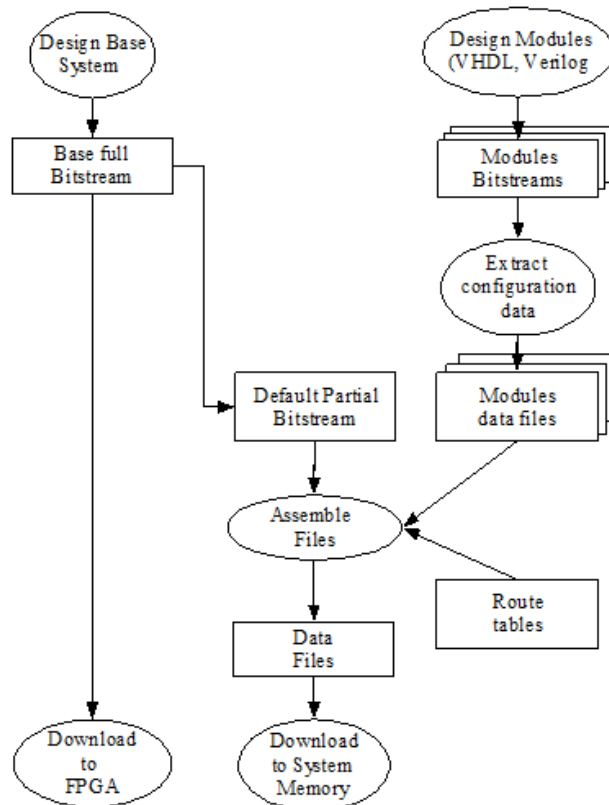 Design Base
System
Design Modules
(VHDL, Verilog
Base full
Bitstream
Modules
Bitstreams
Extract
configuration
data
Default Partial
Bitstream
Modules
data files
Assemble
Files
Route
tables
Data
Files
Download
to
FPGA
Download
to System
Memory